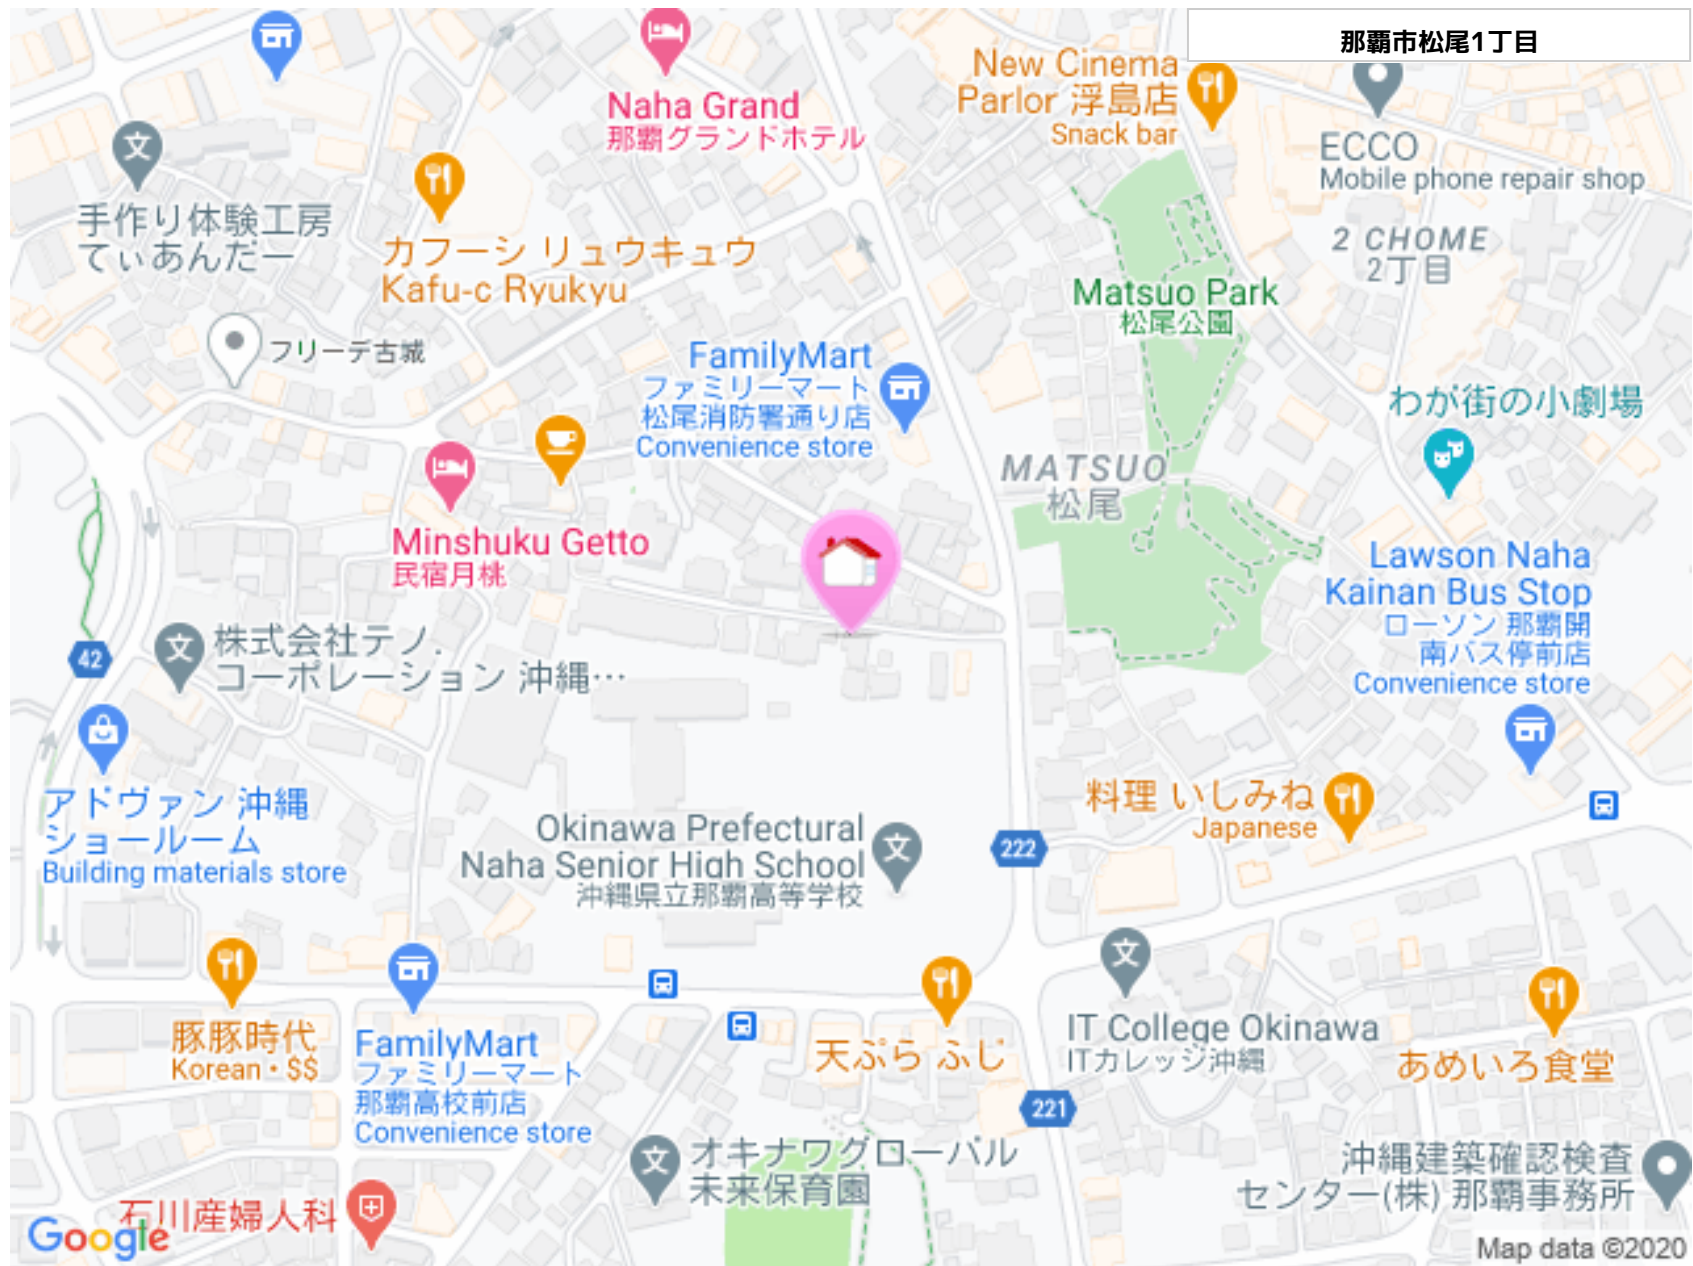 那覇市松尾1丁目
Naha Grand
那覇グランドホテル
New Cinema
Parlor 浮島店
Snack bar
ECCO
Mobile phone repair shop
手作り体験工房
てぃあんだー
カフーシ リュウキュウ
Kafu-c Ryukyu
2 CHOME
2丁目
Matsuo Park
松尾公園
フリーデ古城
FamilyMart
ファミリーマート
松尾消防署通り店
Convenience store
わが街の小劇場
MATSUO
松尾
Minshuku Getto
民宿月桃
Lawson Naha
Kainan Bus Stop
ローソン 那覇開
南バス停前店
Convenience store
42
株式会社テノ.
コーポレーション 沖縄…
アドヴァン 沖縄
ショールーム
Building materials store
料理 いしみね
Japanese
Okinawa Prefectural
Naha Senior High School
沖縄県立那覇高等学校
222
豚豚時代
Korean・$$
FamilyMart
ファミリーマート
那覇高校前店
Convenience store
天ぷら ふじ
IT College Okinawa
ITカレッジ沖縄
あめいろ食堂
221
オキナワグローバル
未来保育園
沖縄建築確認検査
センター(株) 那覇事務所
石川産婦人科
Google
Map data ©2020